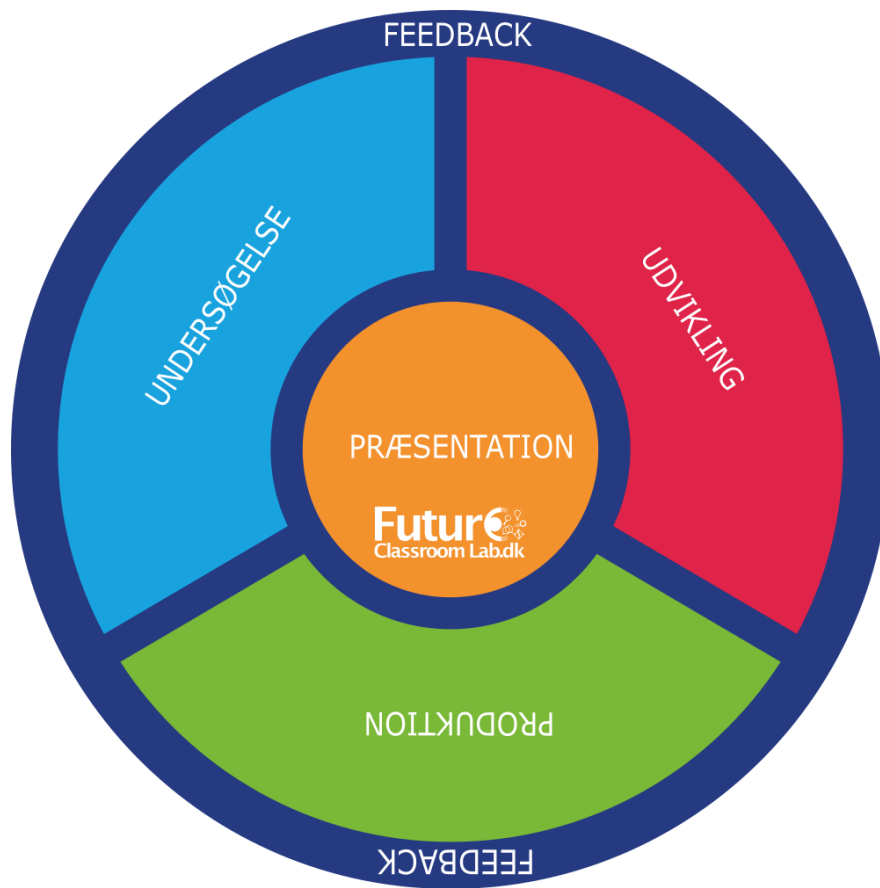 FEEDBACK
UNDERSØGELSE
UDVIKLING
PRÆSENTATION
Future
Classroom Lab.dk
PRODUKTION
FEEDBACK